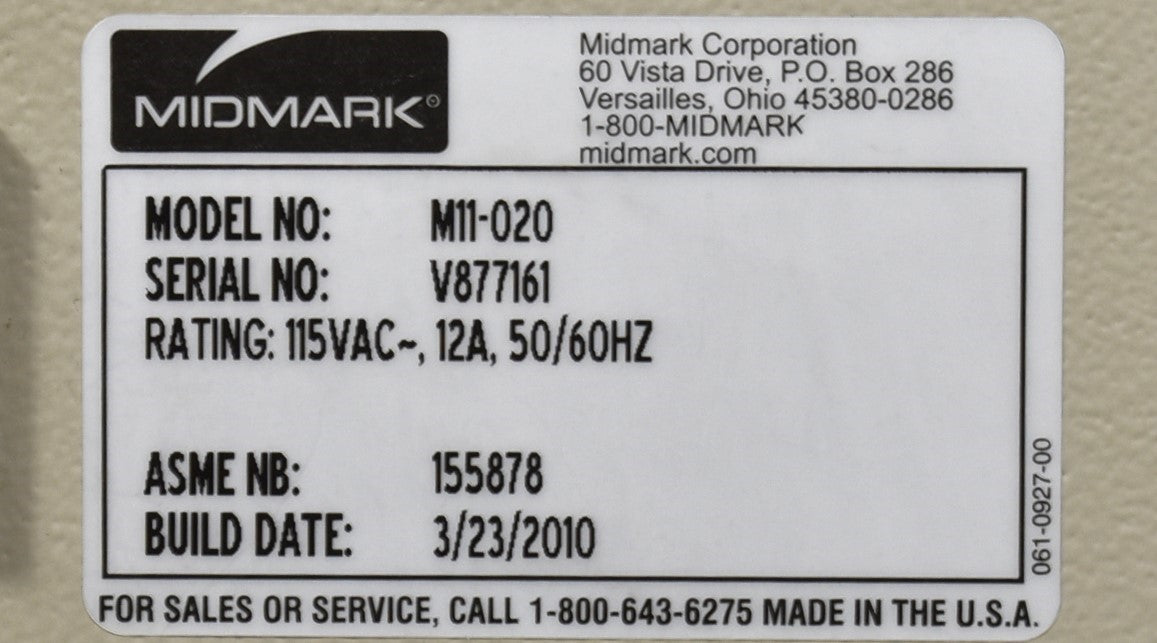 MIDMARK®
Midmark Corporation
60 Vista Drive, P.O. Box 286
Versailles, Ohio 45380-0286
1-800-MIDMARK
midmark.com
MODEL NO: M11-020
SERIAL NO: V877161
RATING: 115VAC~, 12A, 50/60HZ
ASME NB: 155878
BUILD DATE: 3/23/2010
061-0927-00
FOR SALES OR SERVICE, CALL 1-800-643-6275 MADE IN THE U.S.A.